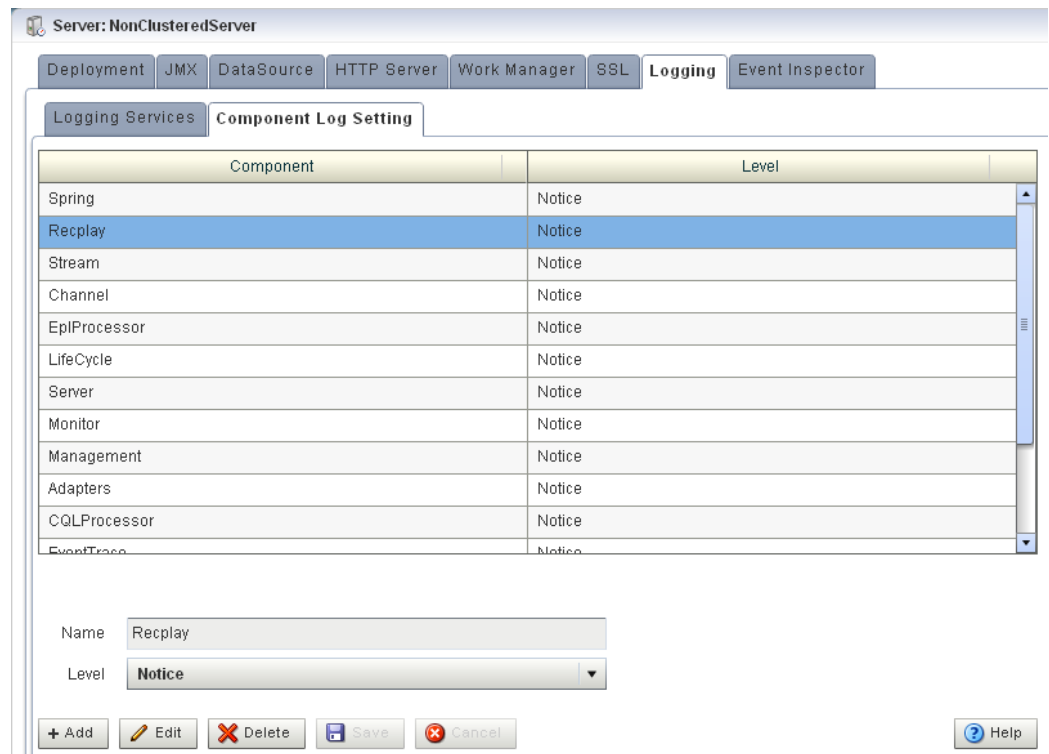 Server: NonClusteredServer
Deployment JMX DataSource HTTP Server Work Manager SSL Logging Event Inspector
Logging Services Component Log Setting
Component Level
Spring Notice
Recplay Notice
Stream Notice
Channel Notice
EplProcessor Notice
LifeCycle Notice
Server Notice
Monitor Notice
Management Notice
Adapters Notice
CQLProcessor Notice
EventTrace Notice
Name Recplay
Level Notice
+ Add Edit Delete Save Cancel Help